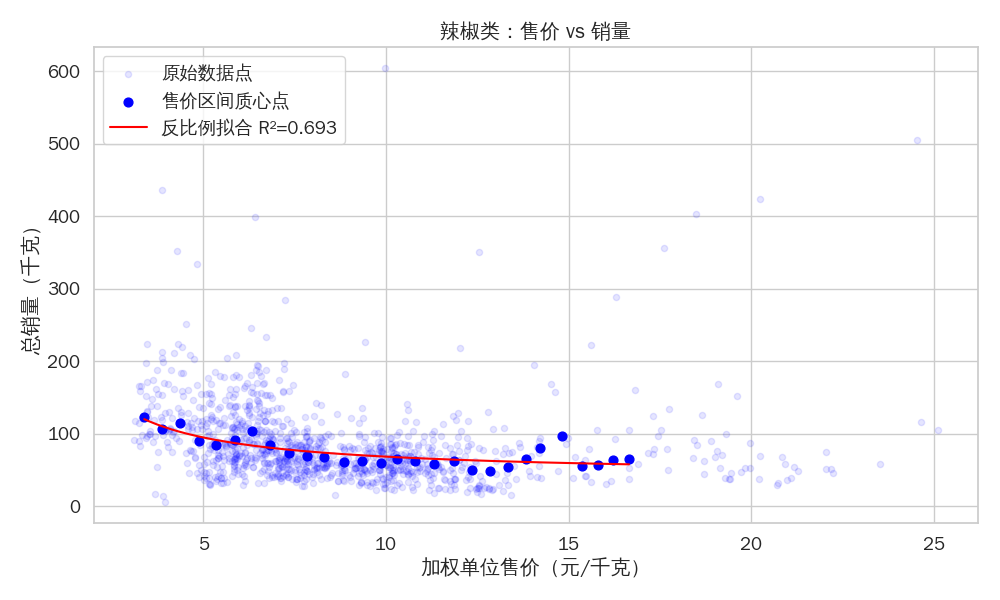 辣椒类：售价 vs 销量
原始数据点
售价区间质心点
反比例拟合 R²=0.693
总销量（千克）
600
500
400
300
200
100
0
5
10
15
20
25
加权单位售价（元/千克）